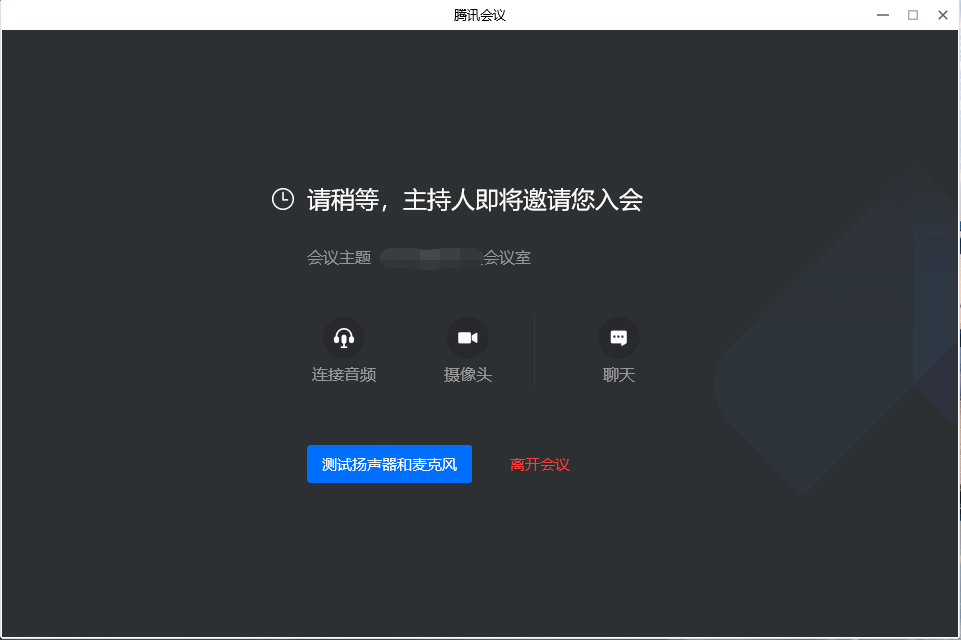 腾讯会议
请稍等，主持人即将邀请您入会
会议主题 会议室
连接音频 摄像头 聊天
测试扬声器和麦克风 离开会议